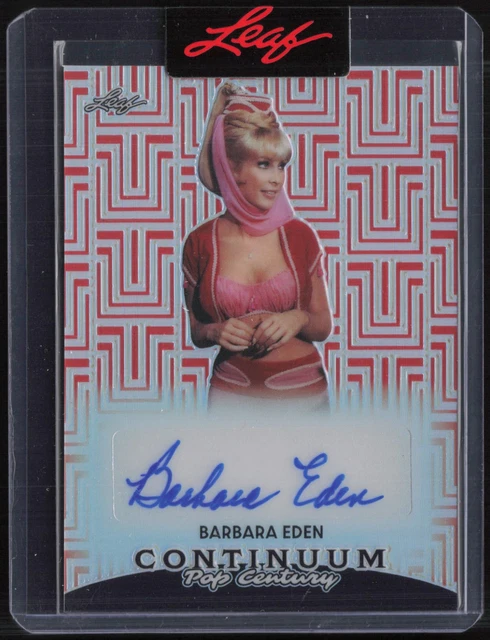 Leaf
Leaf
Barbara Eden
BARBARA EDEN
CONTINUUM
Pop Century